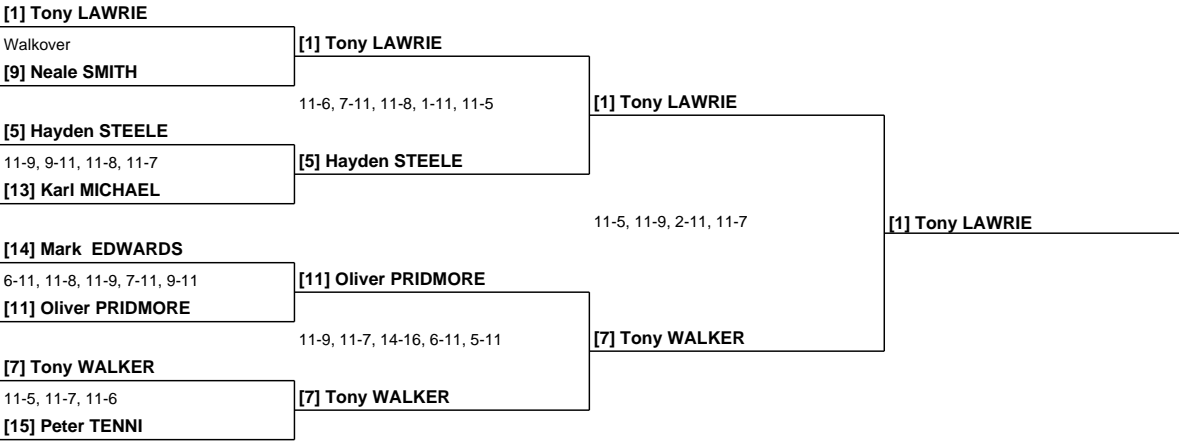 [1] Tony LAWRIE
Walkover
[9] Neale SMITH
[1] Tony LAWRIE
11-6, 7-11, 11-8, 1-11, 11-5
[5] Hayden STEELE
11-9, 9-11, 11-8, 11-7
[13] Karl MICHAEL
[5] Hayden STEELE
[1] Tony LAWRIE
11-5, 11-9, 2-11, 11-7
[1] Tony LAWRIE
[14] Mark  EDWARDS
6-11, 11-8, 11-9, 7-11, 9-11
[11] Oliver PRIDMORE
[11] Oliver PRIDMORE
11-9, 11-7, 14-16, 6-11, 5-11
[7] Tony WALKER
[7] Tony WALKER
11-5, 11-7, 11-6
[15] Peter TENNI
[7] Tony WALKER